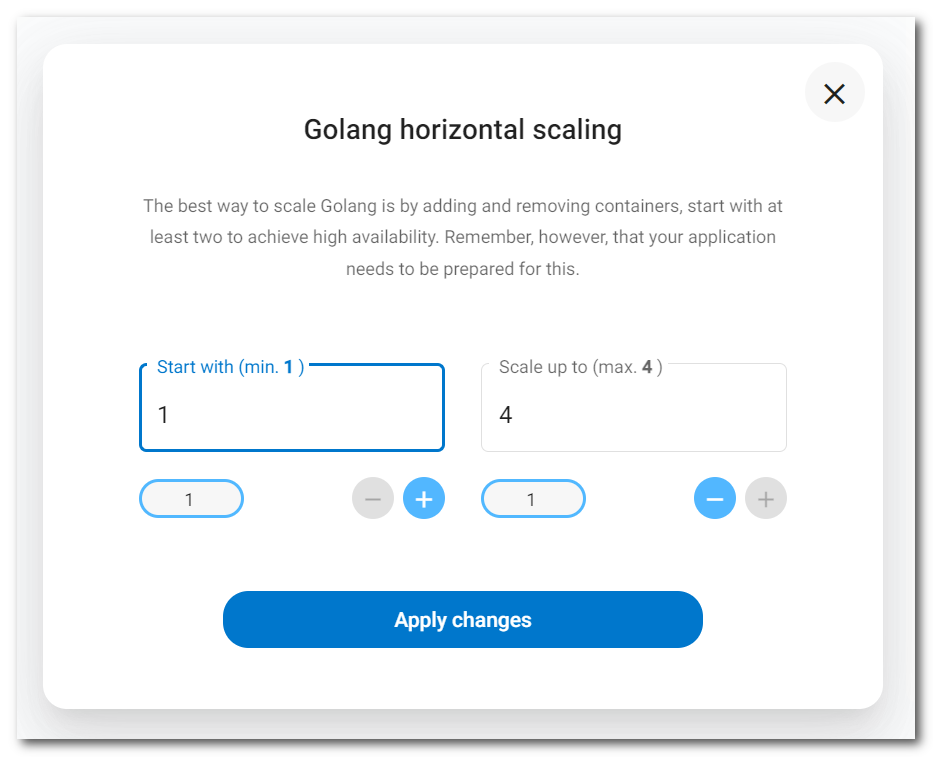 Golang horizontal scaling
The best way to scale Golang is by adding and removing containers, start with at
least two to achieve high availability. Remember, however, that your application
needs to be prepared for this.
Start with (min. 1 )
1
Scale up to (max. 4 )
4
1
1
Apply changes